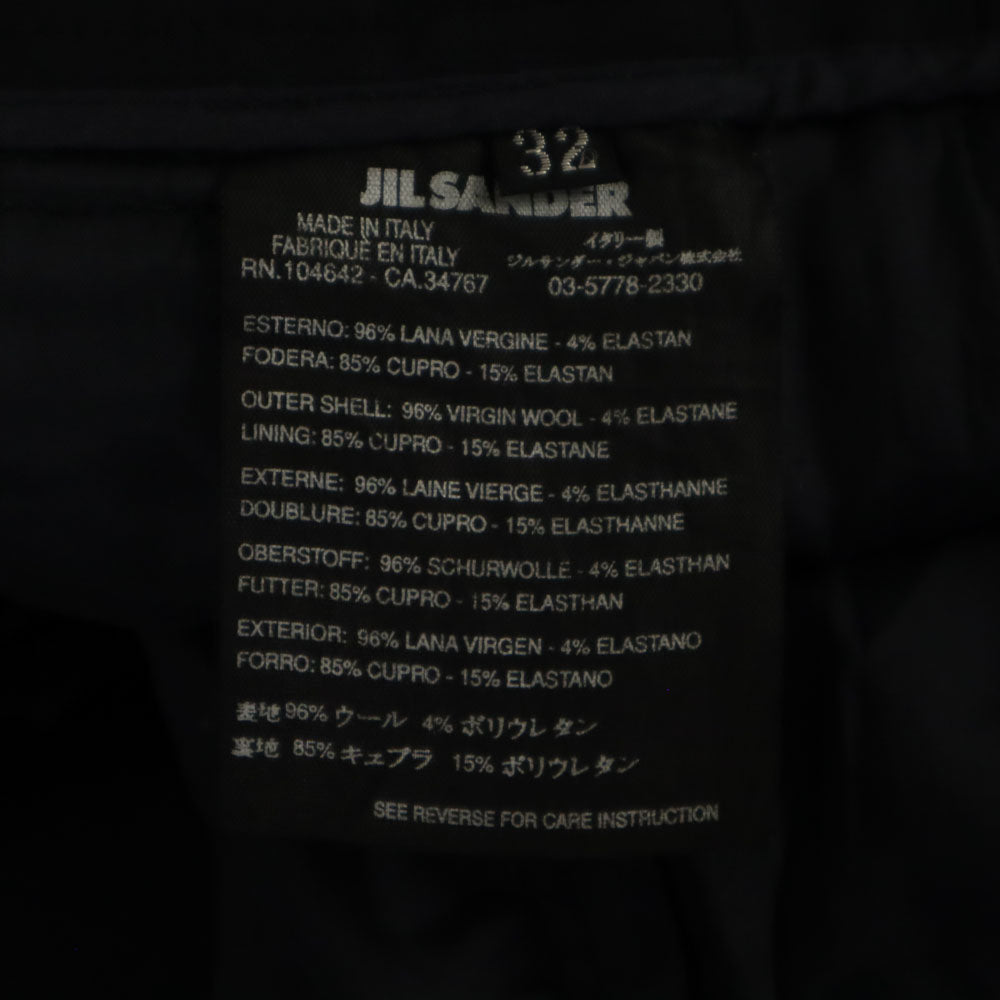 32
JIL SANDER
MADE IN ITALY
FABRIQUÉ EN ITALY
RN.104642 - CA.34767
イタリー製
ジルサンダー・ジャパン株式会社
03-5778-2330
ESTERNO: 96% LANA VERGINE - 4% ELASTAN
FODERA: 85% CUPRO - 15% ELASTAN
OUTER SHELL: 96% VIRGIN WOOL - 4% ELASTANE
LINING: 85% CUPRO - 15% ELASTANE
EXTERNE: 96% LAINE VIERGE - 4% ELASTHANNE
DOUBLURE: 85% CUPRO - 15% ELASTHANNE
OBERSTOFF: 96% SCHURWOLLE - 4% ELASTHAN
FUTTER: 85% CUPRO - 15% ELASTHAN
EXTERIOR: 96% LANA VIRGEN - 4% ELASTANO
FORRO: 85% CUPRO - 15% ELASTANO
表地 96% ウール 4% ポリウレタン
裏地 85% キュプラ 15% ポリウレタン
SEE REVERSE FOR CARE INSTRUCTION